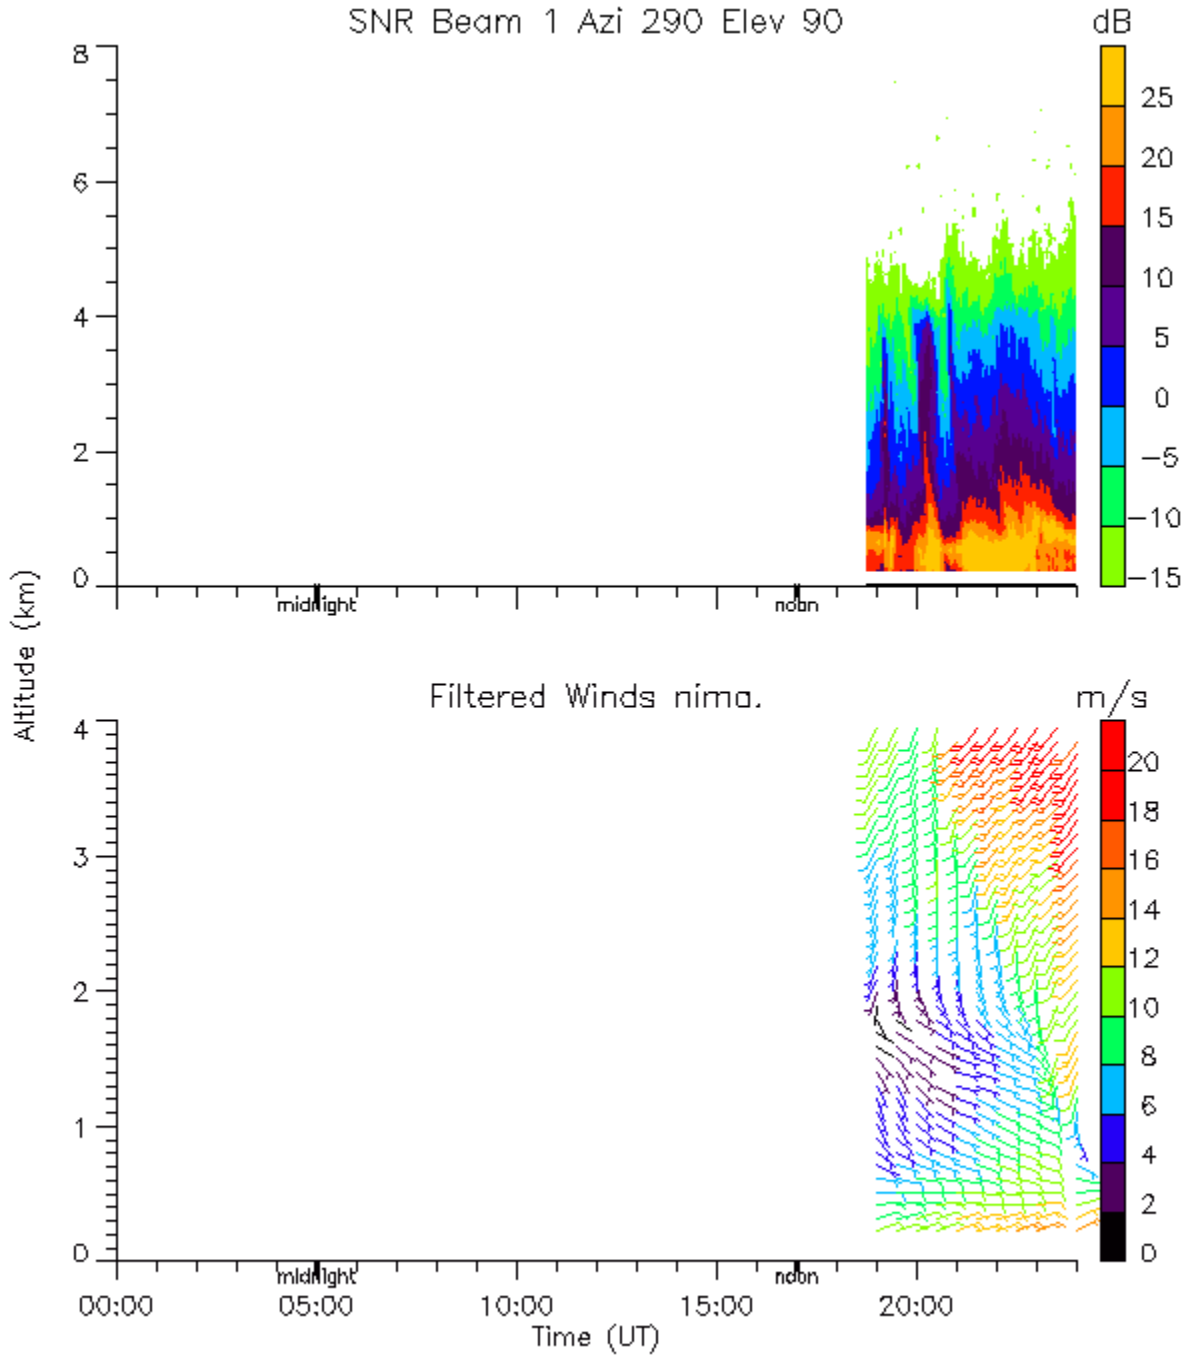 SNR Beam 1 Azi 290 Elev 90
dB
8
6
4
2
0
25
20
15
10
5
0
−5
−10
−15
midnight
noon
Altitude (km)
Filtered Winds nima.
m/s
4
3
2
1
0
20
18
16
14
12
10
8
6
4
2
0
midnight
noon
00:00 05:00 10:00 15:00 20:00
Time (UT)